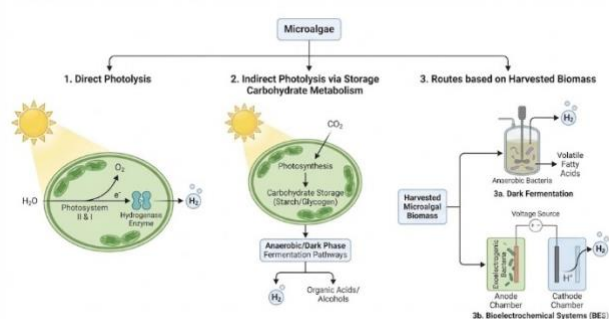 Microalgae
1. Direct Photolysis
H₂O
O₂
e⁻
Photosystem
II & I
Hydrogenase
Enzyme
H₂
2. Indirect Photolysis via Storage
Carbohydrate Metabolism
CO₂
Photosynthesis
Carbohydrate Storage
(Starch/Glycogen)
Anaerobic/Dark Phase
Fermentation Pathways
H₂
Organic Acids/
Alcohols
3. Routes based on Harvested Biomass
Harvested
Microalgal
Biomass
H₂
Volatile
Fatty
Acids
Anaerobic Bacteria
3a. Dark Fermentation
Voltage Source
Exoelectrogenic
Bacteria
H⁺
H₂
Anode
Chamber
Cathode
Chamber
3b. Bioelectrochemical Systems (BES)